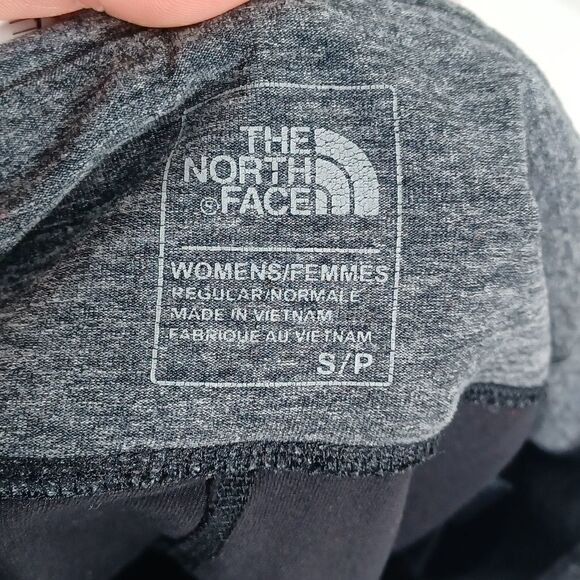 THE
NORTH
®FACE
WOMENS/FEMMES
REGULAR/NORMALE
MADE IN VIETNAM
FABRIQUE AU VIETNAM
S/P